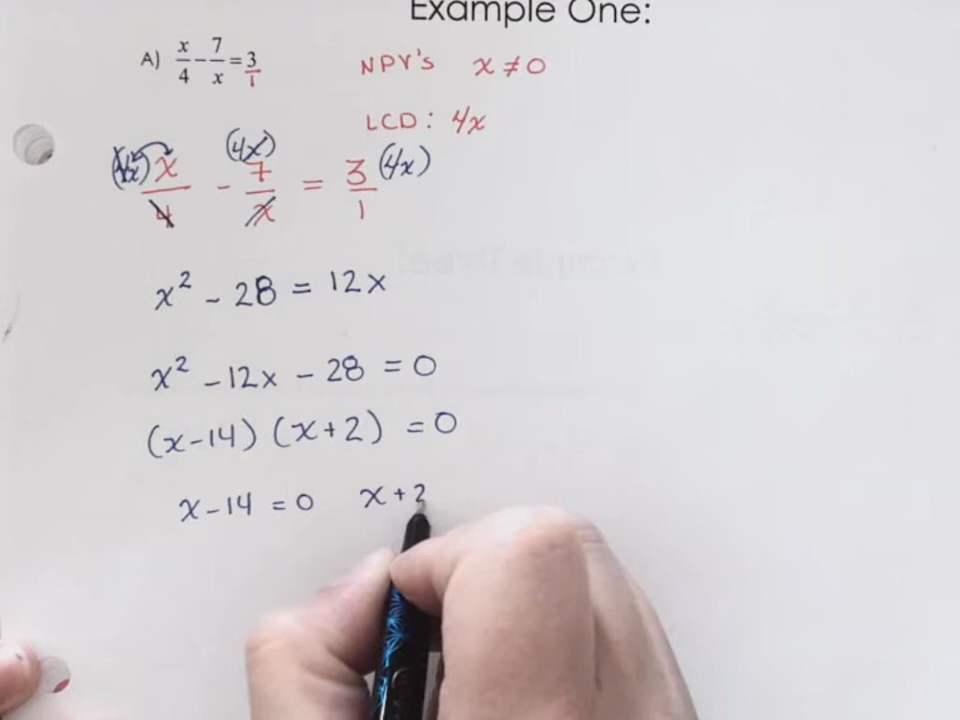 Example One:
A) x/4 - 7/x = 3/1
NPV's x ≠ 0
LCD: 4x
(4x)x/4 - (4x)7/x = 3/1 (4x)
x² - 28 = 12x
x² - 12x - 28 = 0
(x-14)(x+2) = 0
x-14 = 0 x+2